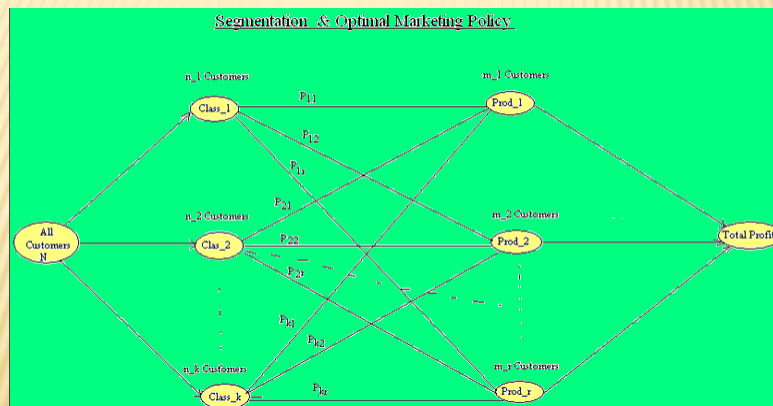 Segmentation & Optimal Marketing Policy
n_1 Customers
m_1 Customers
Class_1
P11
Prod_1
P12
P1r
P21
n_2 Customers
m_2 Customers
All
Customers
N
Clas_2
P22
Prod_2
Total Profit
P2r
Pk1
Pk2
n_k Customers
m_r Customers
Class_k
Pkr
Prod_r